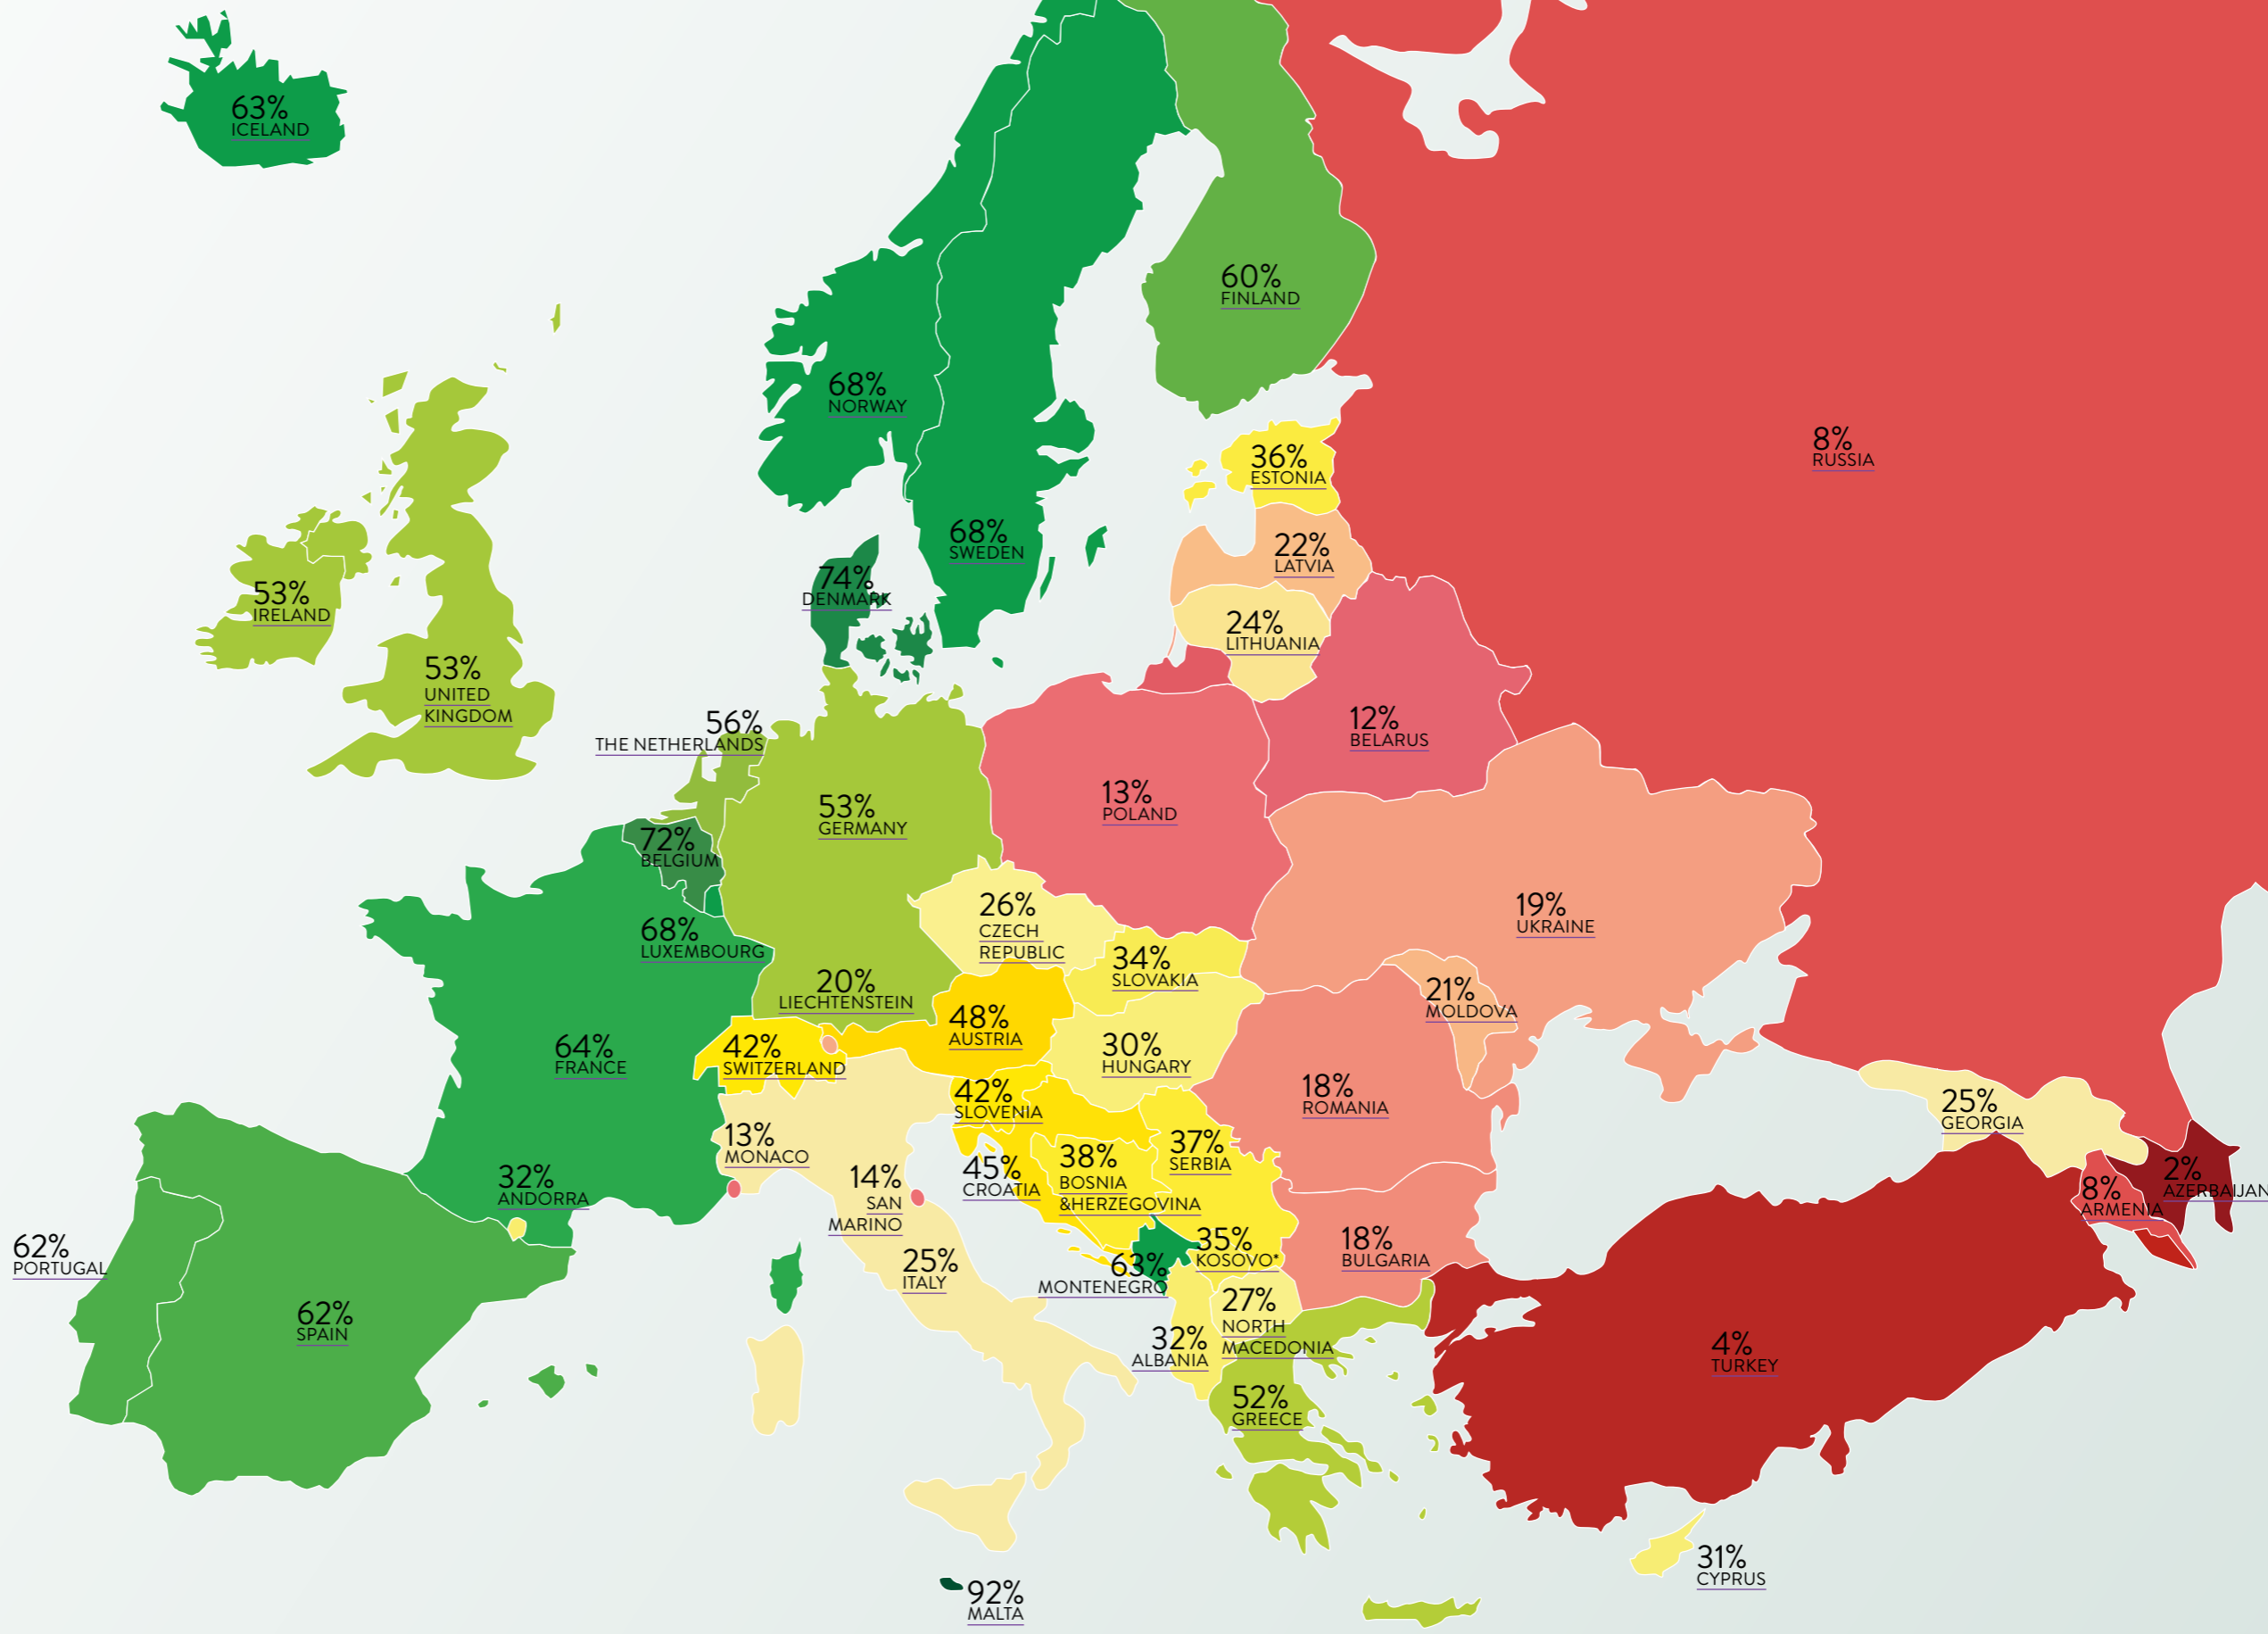 63%
ICELAND
60%
FINLAND
68%
NORWAY
8%
RUSSIA
36%
ESTONIA
68%
SWEDEN
22%
LATVIA
74%
DENMARK
53%
IRELAND
24%
LITHUANIA
53%
UNITED
KINGDOM
56%
THE NETHERLANDS
12%
BELARUS
13%
POLAND
53%
GERMANY
72%
BELGIUM
26%
CZECH
REPUBLIC
19%
UKRAINE
68%
LUXEMBOURG
34%
SLOVAKIA
20%
LIECHTENSTEIN
21%
MOLDOVA
48%
AUSTRIA
64%
FRANCE
42%
SWITZERLAND
30%
HUNGARY
18%
ROMANIA
42%
SLOVENIA
25%
GEORGIA
13%
MONACO
37%
SERBIA
38%
BOSNIA
&HERZEGOVINA
45%
CROATIA
32%
ANDORRA
14%
SAN
MARINO
2%
AZERBAIJAN
8%
ARMENIA
62%
PORTUGAL
35%
KOSOVO*
18%
BULGARIA
25%
ITALY
63%
MONTENEGRO
27%
NORTH
MACEDONIA
62%
SPAIN
32%
ALBANIA
4%
TURKEY
52%
GREECE
31%
CYPRUS
92%
MALTA